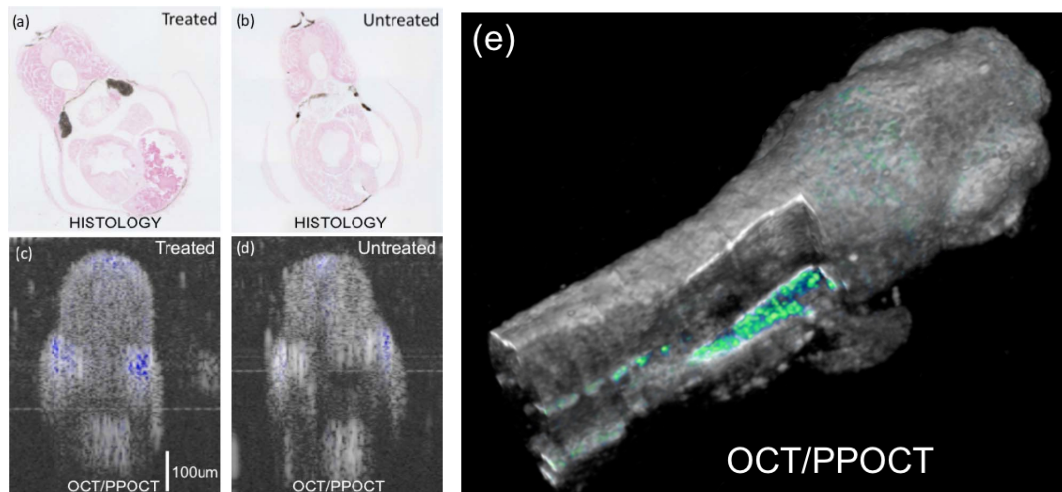 (a) Treated
HISTOLOGY
(b) Untreated
HISTOLOGY
(c) Treated
OCT/PPOCT
100um
(d) Untreated
OCT/PPOCT
(e)
OCT/PPOCT